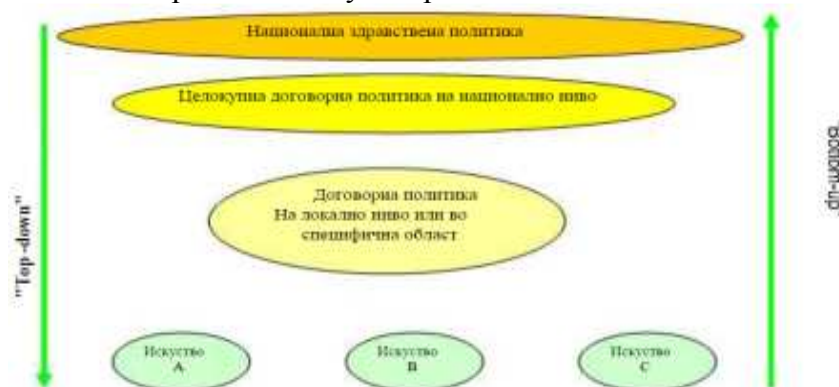 Национална здравствена политика
Целокупна договорна политика на национално ниво
Договорна политика
На локално ниво или во
специфична област
"Top -down"
Bottom-up
Искуство
A
Искуство
B
Искуство
C